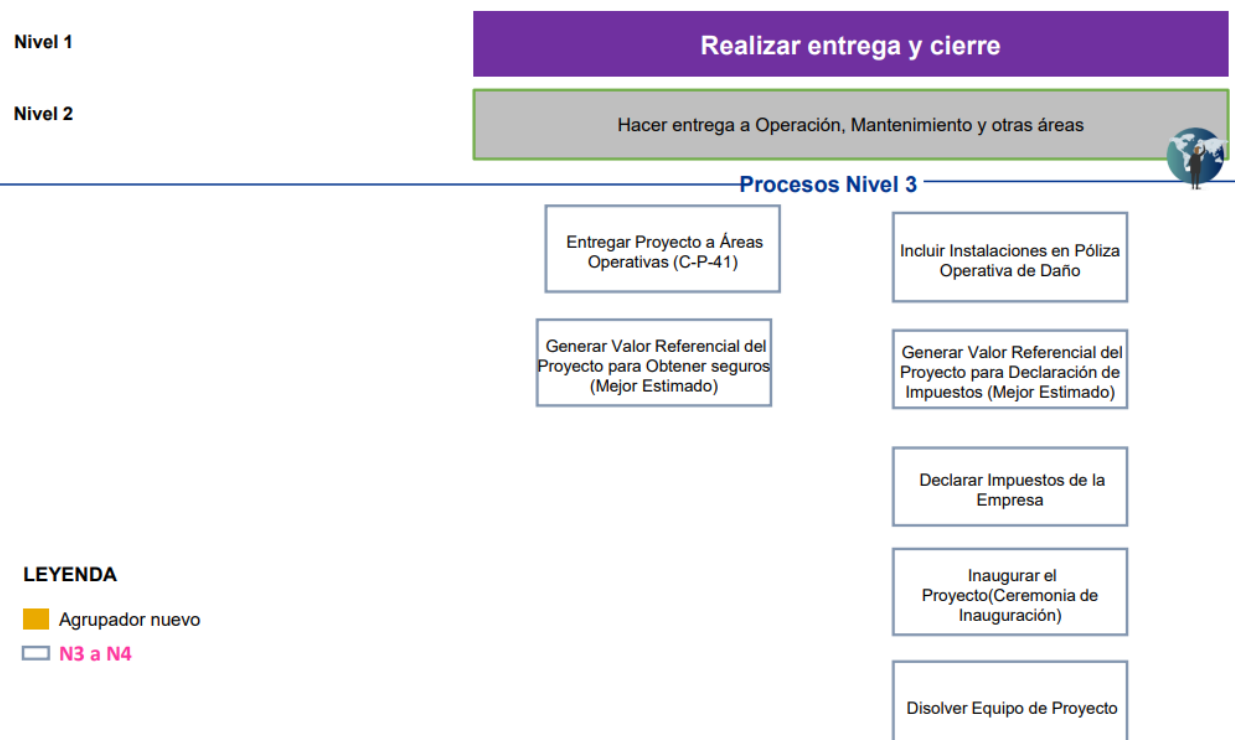 Nivel 1
Realizar entrega y cierre
Nivel 2
Hacer entrega a Operación, Mantenimiento y otras áreas
Procesos Nivel 3
Entregar Proyecto a Áreas
Operativas (C-P-41)
Incluir Instalaciones en Póliza
Operativa de Daño
Generar Valor Referencial del
Proyecto para Obtener seguros
(Mejor Estimado)
Generar Valor Referencial del
Proyecto para Declaración de
Impuestos (Mejor Estimado)
Declarar Impuestos de la
Empresa
Inaugurar el
Proyecto(Ceremonia de
Inauguración)
Disolver Equipo de Proyecto
LEYENDA
Agrupador nuevo
N3 a N4